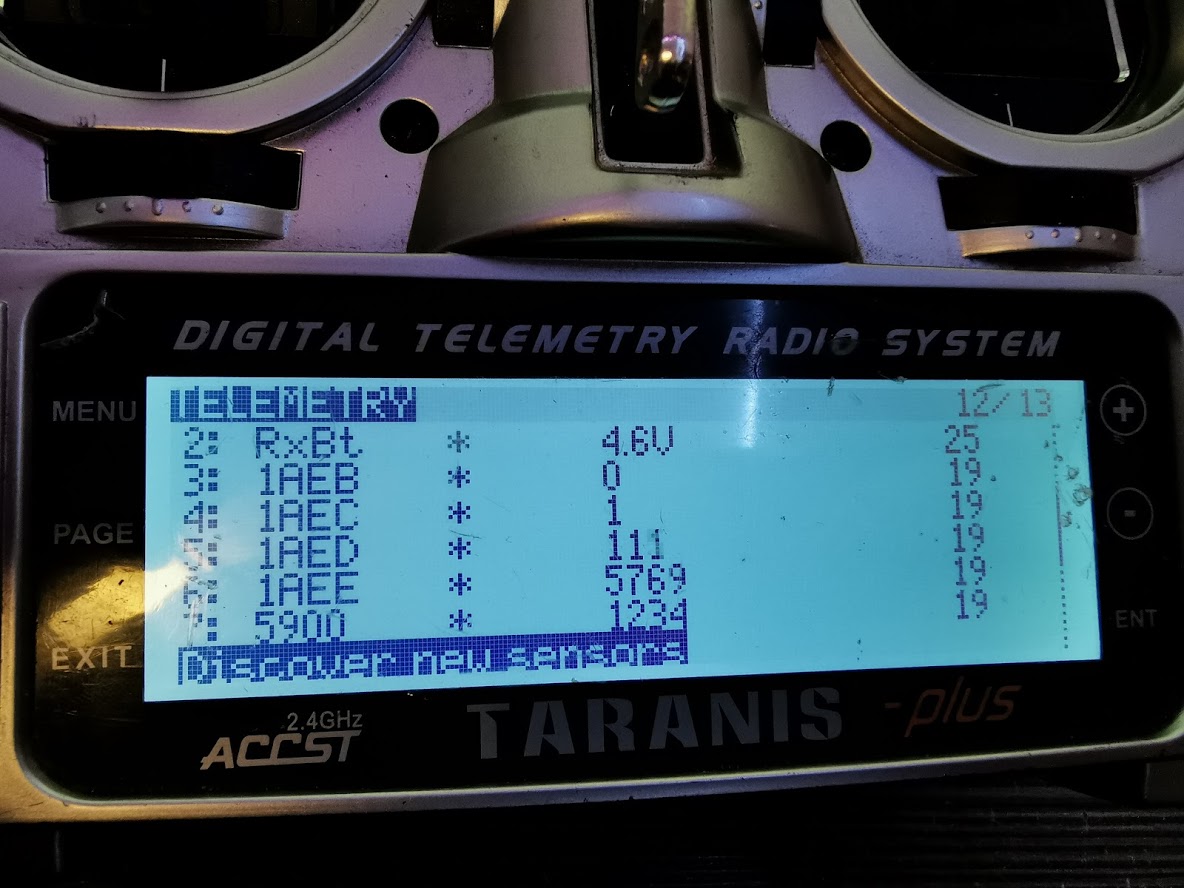 DIGITAL TELEMETRY RADIO SYSTEM
MENU
PAGE
EXIT
TELEMETRY 12/13
2: RxBt * 4.6V 25
3: 1AEB * 0 19
4: 1AEC * 1 19
5: 1AED * 111 19
6: 1AEE * 5769 19
7: 5900 * 1234 19
Discover new sensors
+
-
ENT
2.4GHz
ACCST
TARANIS -plus